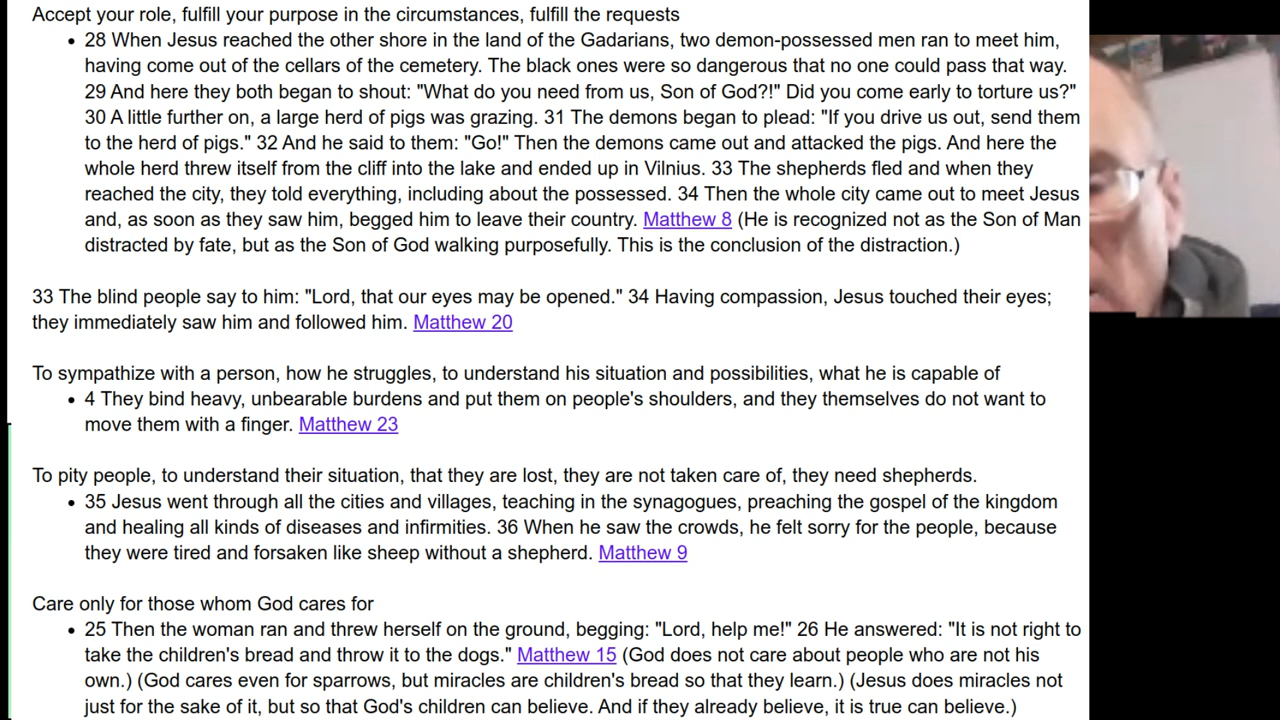 Accept your role, fulfill your purpose in the circumstances, fulfill the requests
• 28 When Jesus reached the other shore in the land of the Gadarians, two demon-possessed men ran to meet him,
having come out of the cellars of the cemetery. The black ones were so dangerous that no one could pass that way.
29 And here they both began to shout: "What do you need from us, Son of God?!" Did you come early to torture us?"
30 A little further on, a large herd of pigs was grazing. 31 The demons began to plead: "If you drive us out, send them
to the herd of pigs." 32 And he said to them: "Go!" Then the demons came out and attacked the pigs. And here the
whole herd threw itself from the cliff into the lake and ended up in Vilnius. 33 The shepherds fled and when they
reached the city, they told everything, including about the possessed. 34 Then the whole city came out to meet Jesus
and, as soon as they saw him, begged him to leave their country. Matthew 8 (He is recognized not as the Son of Man
distracted by fate, but as the Son of God walking purposefully. This is the conclusion of the distraction.)
33 The blind people say to him: "Lord, that our eyes may be opened." 34 Having compassion, Jesus touched their eyes;
they immediately saw him and followed him. Matthew 20
To sympathize with a person, how he struggles, to understand his situation and possibilities, what he is capable of
• 4 They bind heavy, unbearable burdens and put them on people's shoulders, and they themselves do not want to
move them with a finger. Matthew 23
To pity people, to understand their situation, that they are lost, they are not taken care of, they need shepherds.
• 35 Jesus went through all the cities and villages, teaching in the synagogues, preaching the gospel of the kingdom
and healing all kinds of diseases and infirmities. 36 When he saw the crowds, he felt sorry for the people, because
they were tired and forsaken like sheep without a shepherd. Matthew 9
Care only for those whom God cares for
• 25 Then the woman ran and threw herself on the ground, begging: "Lord, help me!" 26 He answered: "It is not right to
take the children's bread and throw it to the dogs." Matthew 15 (God does not care about people who are not his
own.) (God cares even for sparrows, but miracles are children's bread so that they learn.) (Jesus does miracles not
just for the sake of it, but so that God's children can believe. And if they already believe, it is true can believe.)